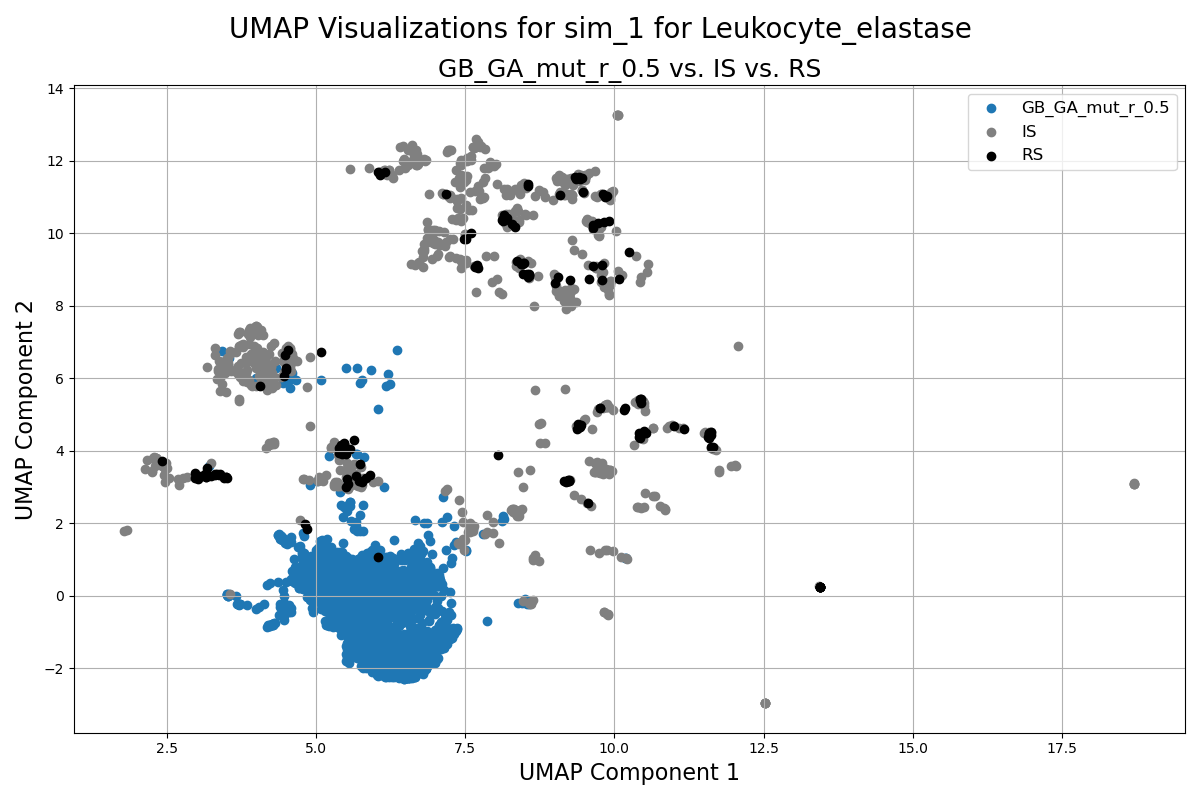 UMAP Visualizations for sim_1 for Leukocyte_elastase
GB_GA_mut_r_0.5 vs. IS vs. RS
GB_GA_mut_r_0.5
IS
RS
14
12
10
8
6
4
2
0
−2
UMAP Component 2
2.5 5.0 7.5 10.0 12.5 15.0 17.5
UMAP Component 1